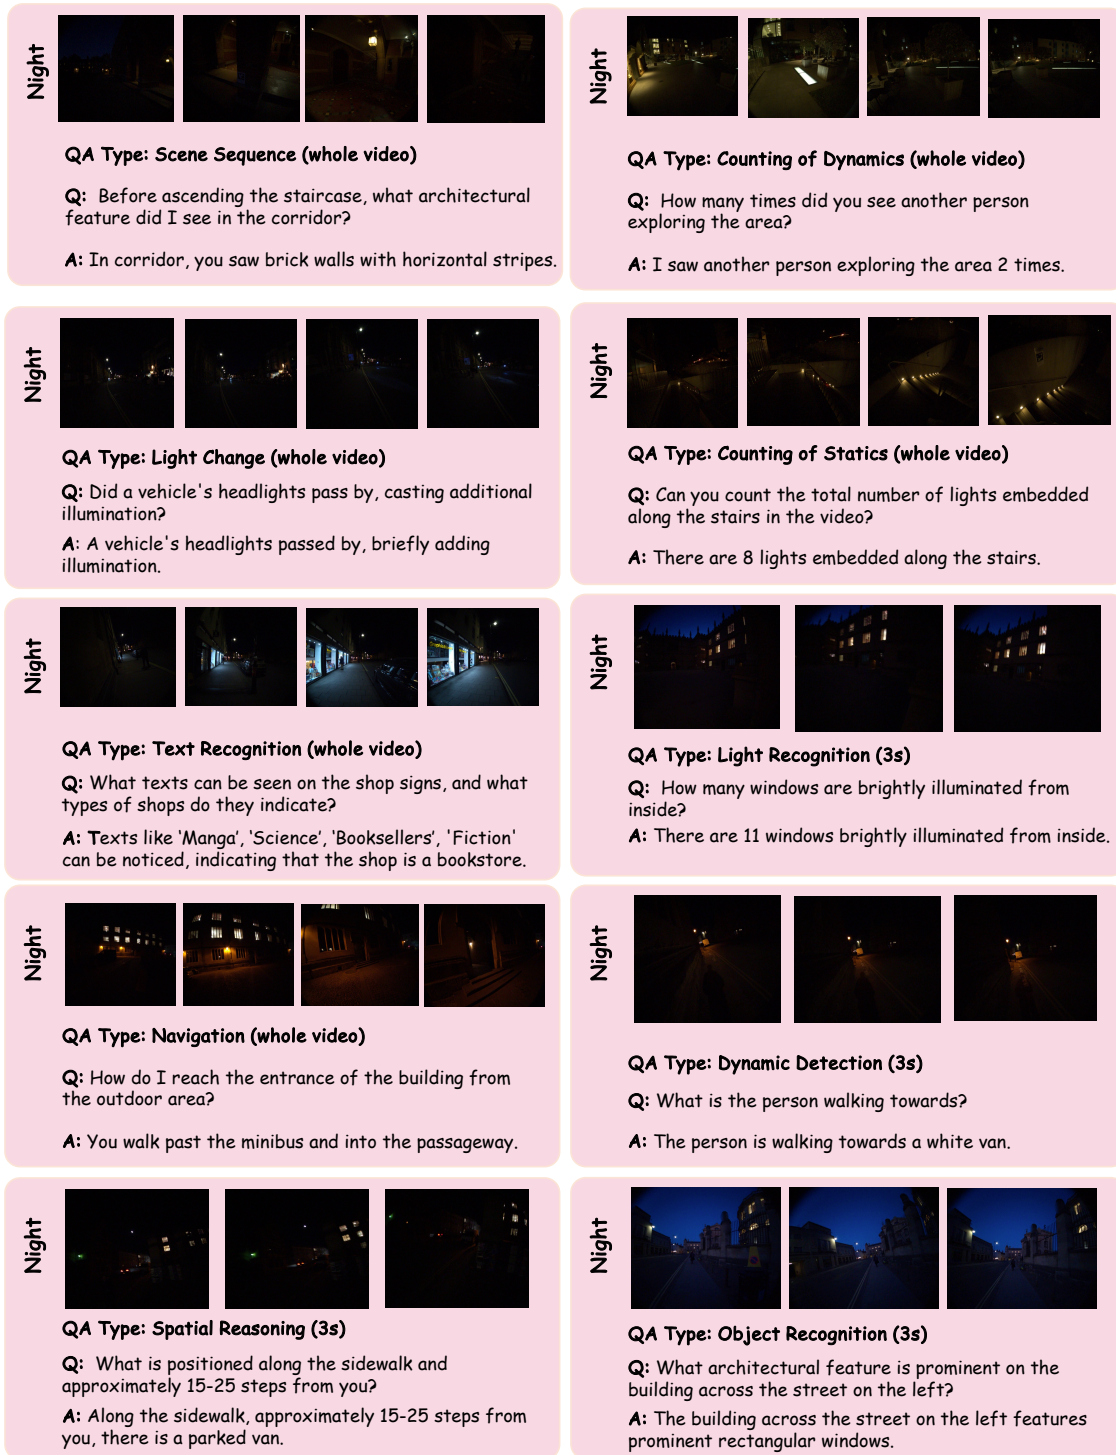 Night
QA Type: Scene Sequence (whole video)
Q: Before ascending the staircase, what architectural
feature did I see in the corridor?
A: In corridor, you saw brick walls with horizontal stripes.
Night
QA Type: Counting of Dynamics (whole video)
Q: How many times did you see another person
exploring the area?
A: I saw another person exploring the area 2 times.
Night
QA Type: Light Change (whole video)
Q: Did a vehicle's headlights pass by, casting additional
illumination?
A: A vehicle's headlights passed by, briefly adding
illumination.
Night
QA Type: Counting of Statics (whole video)
Q: Can you count the total number of lights embedded
along the stairs in the video?
A: There are 8 lights embedded along the stairs.
Night
QA Type: Text Recognition (whole video)
Q: What texts can be seen on the shop signs, and what
types of shops do they indicate?
A: Texts like ‘Manga’, ‘Science’, ‘Booksellers’, 'Fiction'
can be noticed, indicating that the shop is a bookstore.
Night
QA Type: Light Recognition (3s)
Q: How many windows are brightly illuminated from
inside?
A: There are 11 windows brightly illuminated from inside.
Night
QA Type: Navigation (whole video)
Q: How do I reach the entrance of the building from
the outdoor area?
A: You walk past the minibus and into the passageway.
Night
QA Type: Dynamic Detection (3s)
Q: What is the person walking towards?
A: The person is walking towards a white van.
Night
QA Type: Spatial Reasoning (3s)
Q: What is positioned along the sidewalk and
approximately 15-25 steps from you?
A: Along the sidewalk, approximately 15-25 steps from
you, there is a parked van.
Night
QA Type: Object Recognition (3s)
Q: What architectural feature is prominent on the
building across the street on the left?
A: The building across the street on the left features
prominent rectangular windows.